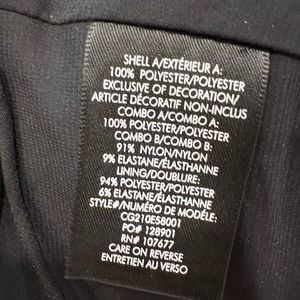 SHELL A/EXTÉRIEUR A:
100% POLYESTER/POLYESTER
EXCLUSIVE OF DECORATION/
ARTICLE DÉCORATIF NON-INCLUS
COMBO A/COMBO A:
100% POLYESTER/POLYESTER
COMBO B/COMBO B:
91% NYLON/NYLON
9% ELASTANE/ÉLASTHANNE
LINING/DOUBLURE:
94% POLYESTER/POLYESTER
6% ELASTANE/ÉLASTHANNE
STYLE#/NUMÉRO DE MODÈLE:
CG210E58001
PO# 128901
RN# 107677
CARE ON REVERSE
ENTRETIEN AU VERSO